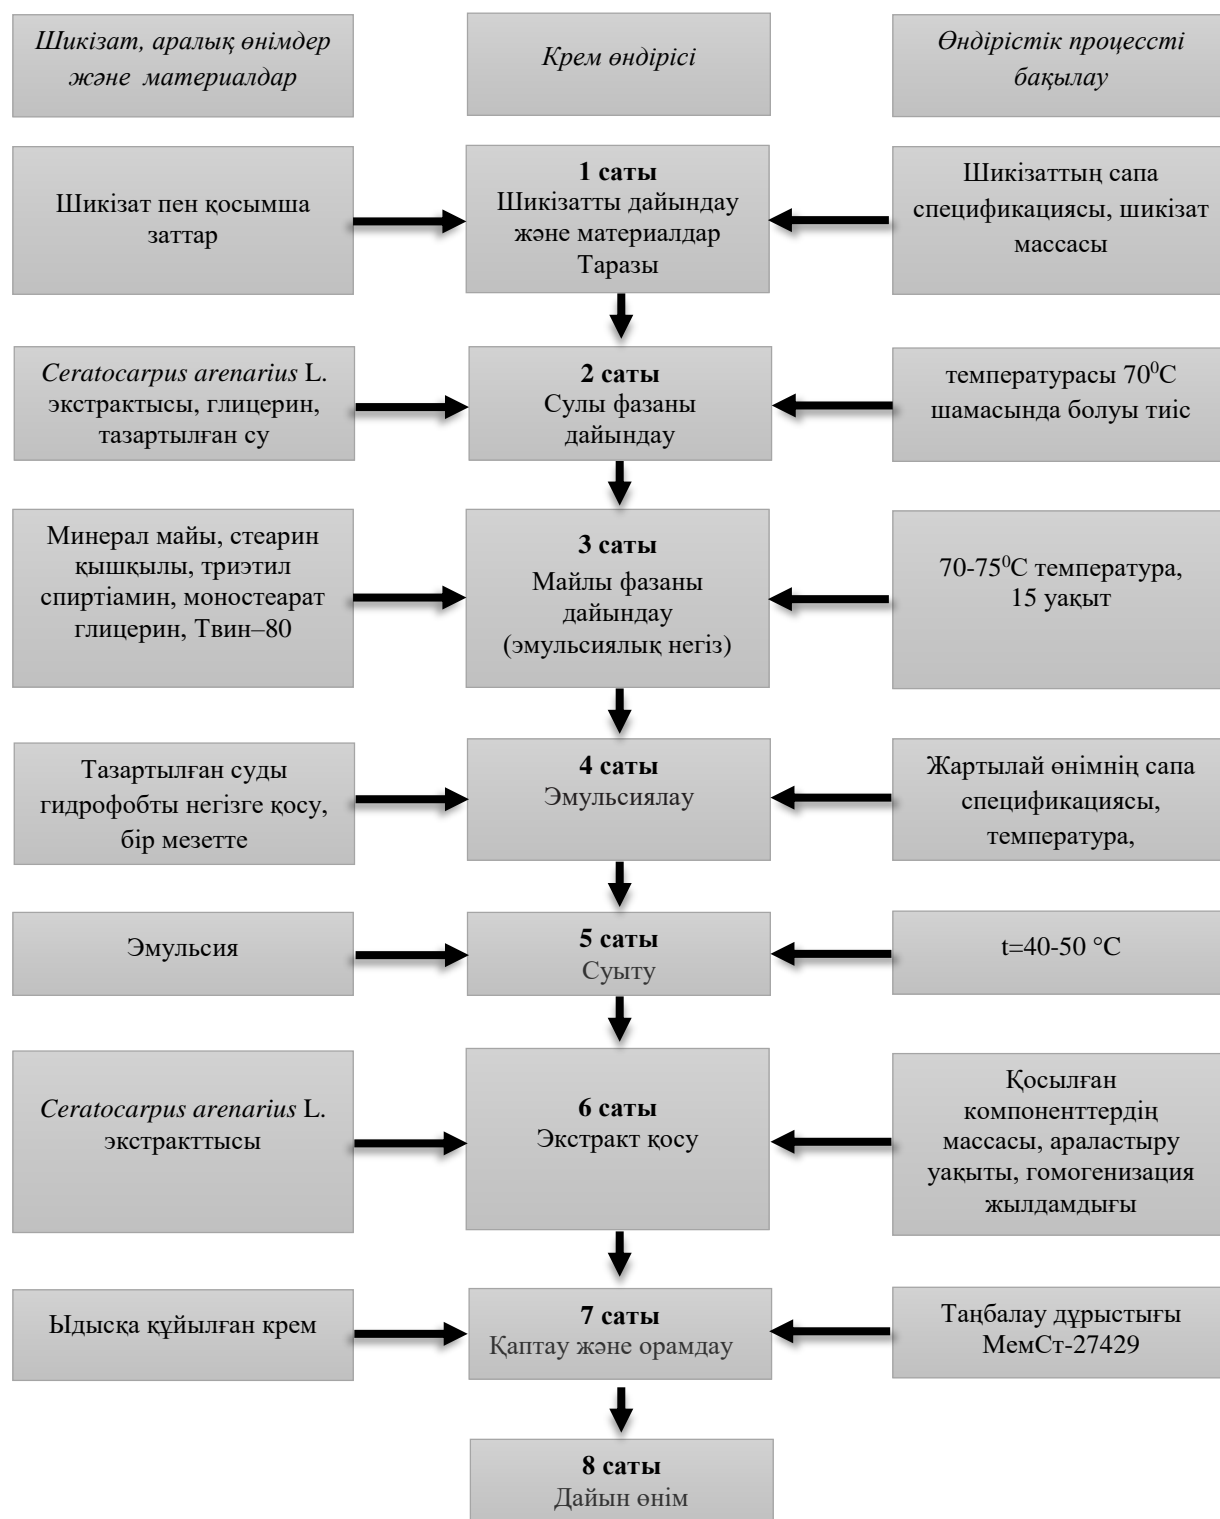 Шикізат, аралық өнімдер
және  материалдар
Крем өндірісі
Өндірістік процессті
бақылау
Шикізат пен қосымша
заттар
1 саты
Шикізатты дайындау
және материалдар
Таразы
Шикізаттың сапа
спецификациясы, шикізат
массасы
Ceratocarpus arenarius L.
экстрактысы, глицерин,
тазартылған су
2 саты
Сулы фазаны
дайындау
температурасы 70⁰С
шамасында болуы тиіс
Минерал майы, стеарин
қышқылы, триэтил
спиртіамин, моностеарат
глицерин, Твин–80
3 саты
Майлы фазаны
дайындау
(эмульсиялық негіз)
70-75⁰С температура,
15 уақыт
Тазартылған суды
гидрофобты негізге қосу,
бір мезетте
4 саты
Эмульсиялау
Жартылай өнімнің сапа
спецификациясы,
температура,
Эмульсия
5 саты
Суыту
t=40-50 °C
Ceratocarpus arenarius L.
экстракттысы
6 саты
Экстракт қосу
Қосылған
компоненттердің
массасы, араластыру
уақыты, гомогенизация
жылдамдығы
Ыдысқа құйылған крем
7 саты
Қаптау және орамдау
Таңбалау дұрыстығы
МемСт-27429
8 саты
Дайын өнім